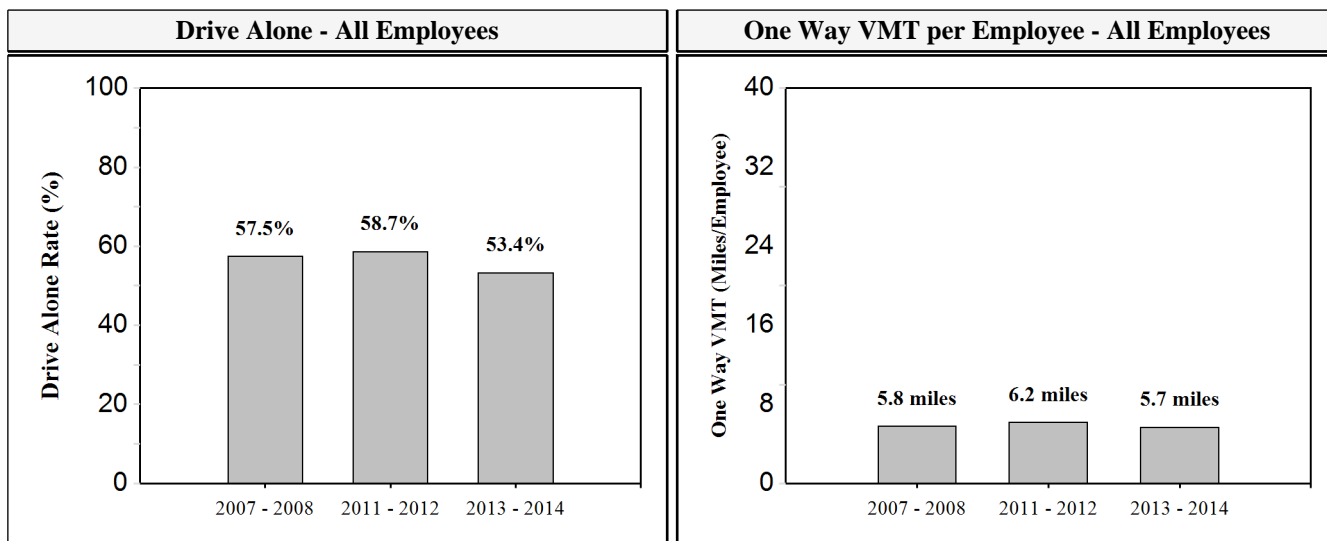 Drive Alone - All Employees
100
80
60
40
20
0
Drive Alone Rate (%)
57.5%
58.7%
53.4%
2007 - 2008
2011 - 2012
2013 - 2014
One Way VMT per Employee - All Employees
40
32
24
16
8
0
One Way VMT (Miles/Employee)
5.8 miles
6.2 miles
5.7 miles
2007 - 2008
2011 - 2012
2013 - 2014